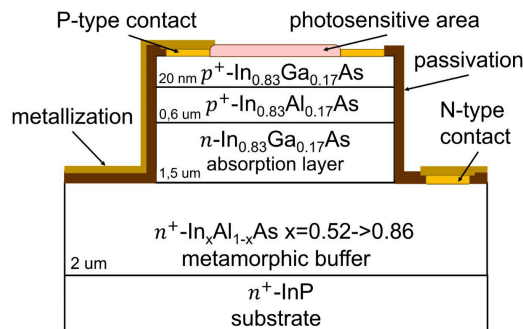 P-type contact
photosensitive area
20 nm p⁺-In₀.₈₃Ga₀.₁₇As
passivation
0,6 um p⁺-In₀.₈₃Al₀.₁₇As
metallization
N-type
contact
n-In₀.₈₃Ga₀.₁₇As
absorption layer
1,5 um
n⁺-InₓAl₁₋ₓAs x=0.52->0.86
metamorphic buffer
2 um
n⁺-InP
substrate